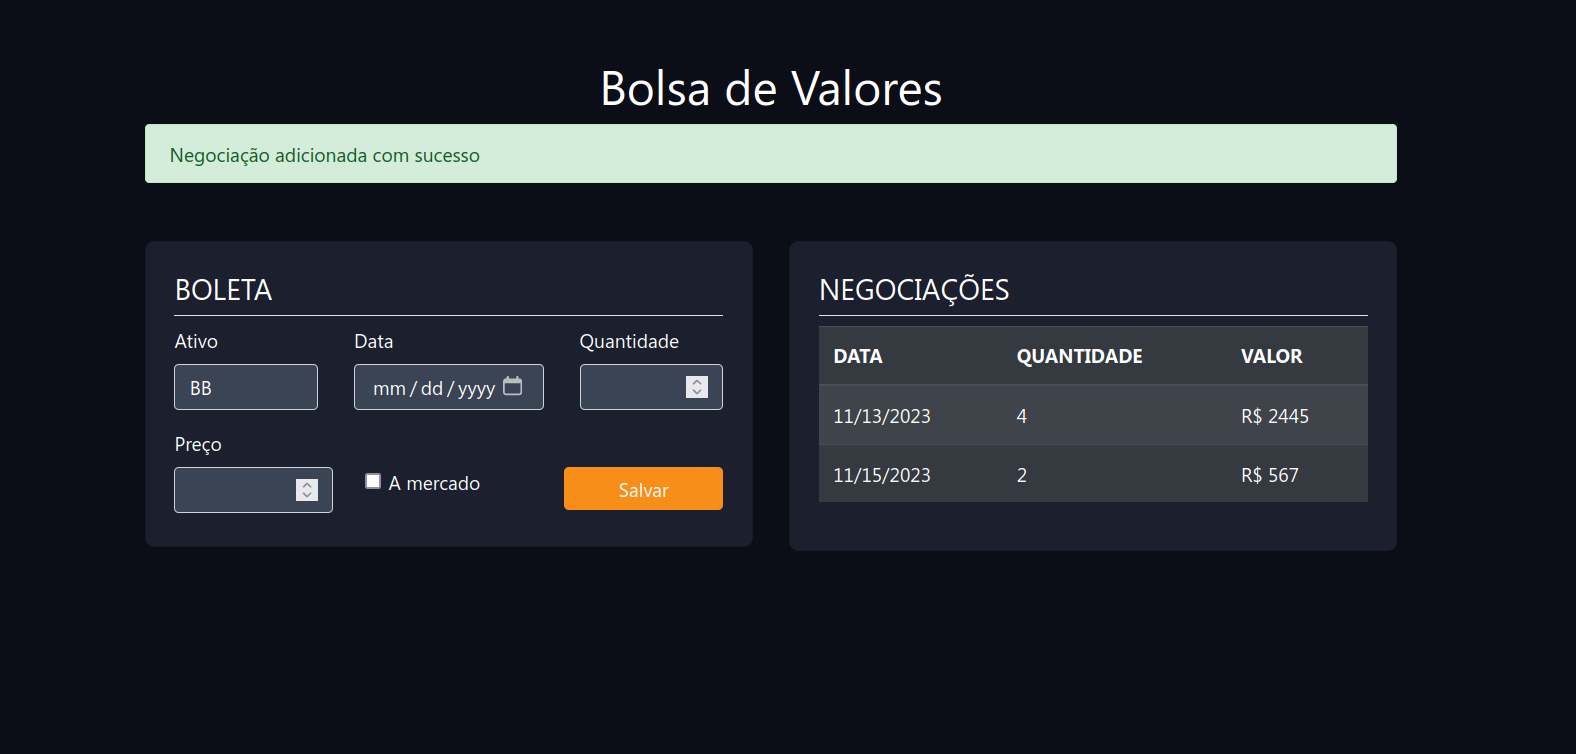 Bolsa de Valores
Negociação adicionada com sucesso
BOLETA
Ativo Data Quantidade
BB mm/dd/yyyy
Preço
A mercado Salvar
NEGOCIAÇÕES
DATA QUANTIDADE VALOR
11/13/2023 4 R$ 2445
11/15/2023 2 R$ 567